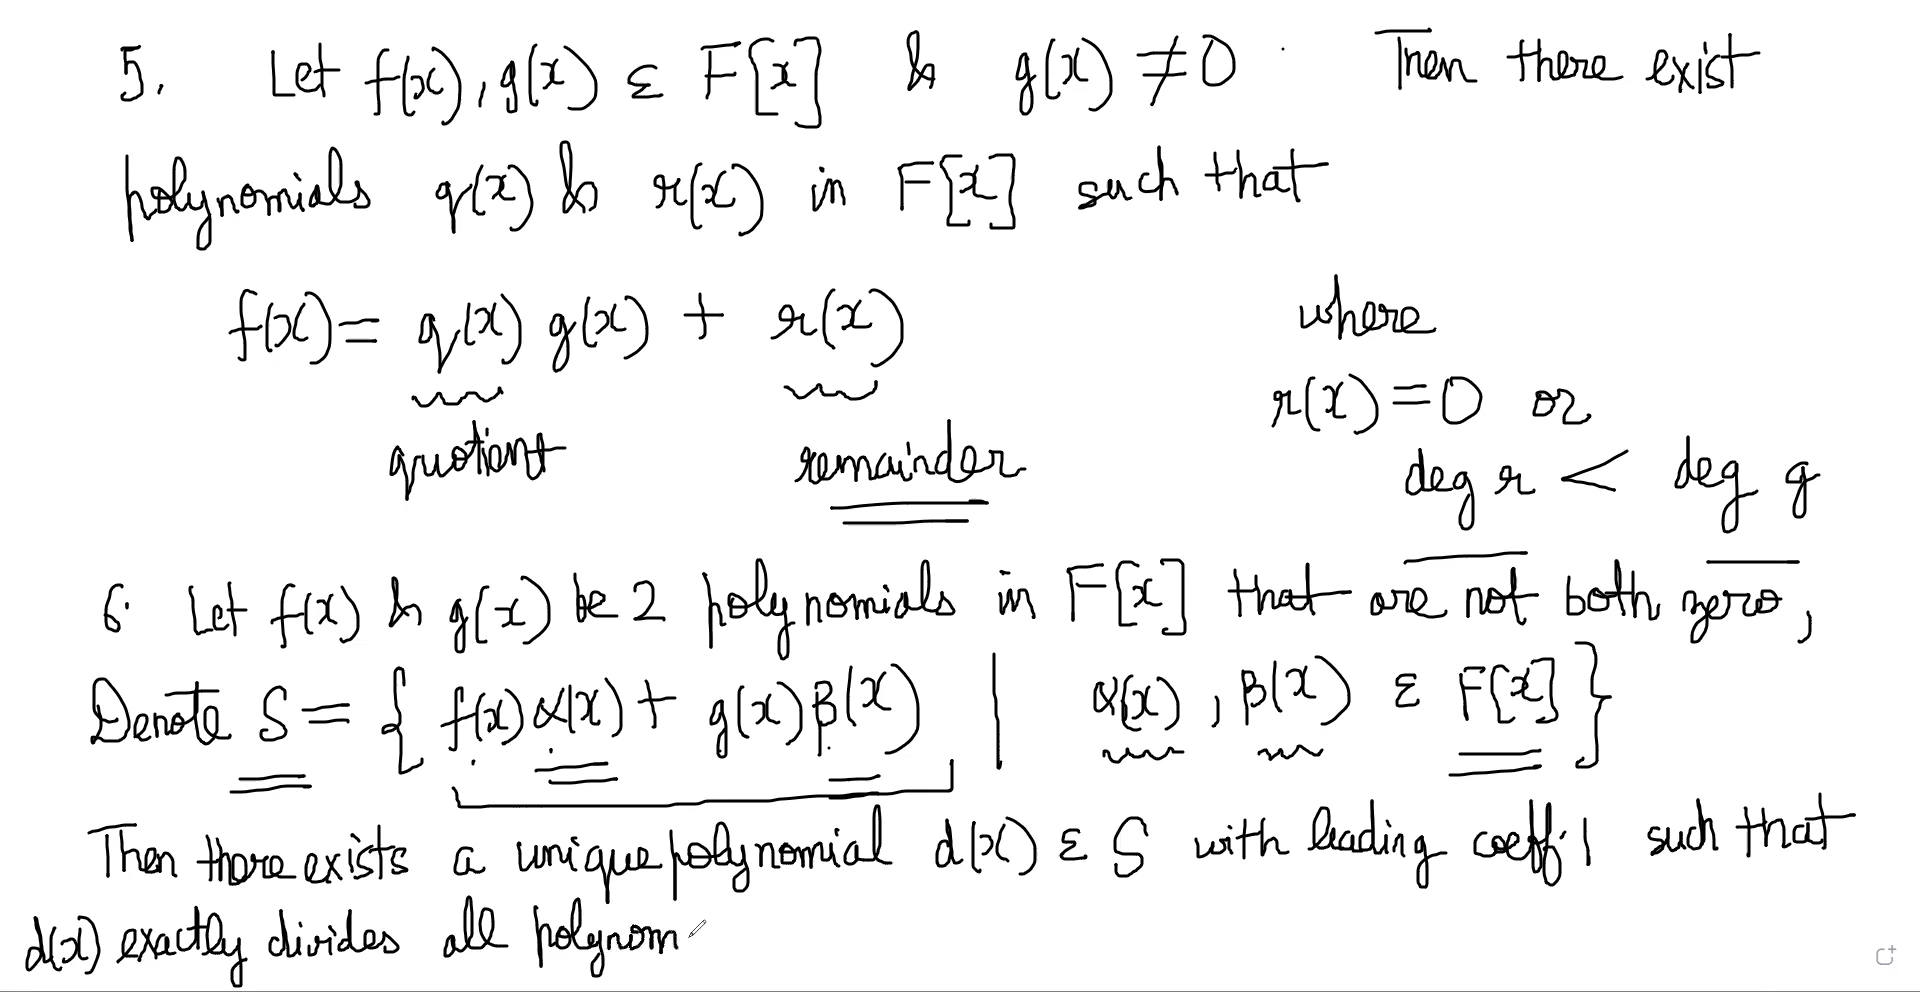 5. Let f(x), g(x) ε F[x] & g(x) ≠ 0. Then there exist
polynomials q(x) & r(x) in F[x] such that
f(x) = q(x) g(x) + r(x) where
quotient remainder r(x) = 0 or
deg r < deg g
6. Let f(x) & g(x) be 2 polynomials in F[x] that are not both zero,
Denote S = { f(x) α(x) + g(x) β(x) | α(x), β(x) ε F[x] }
Then there exists a unique polynomial d(x) ε S with leading coeff. 1 such that
d(x) exactly divides all polynom